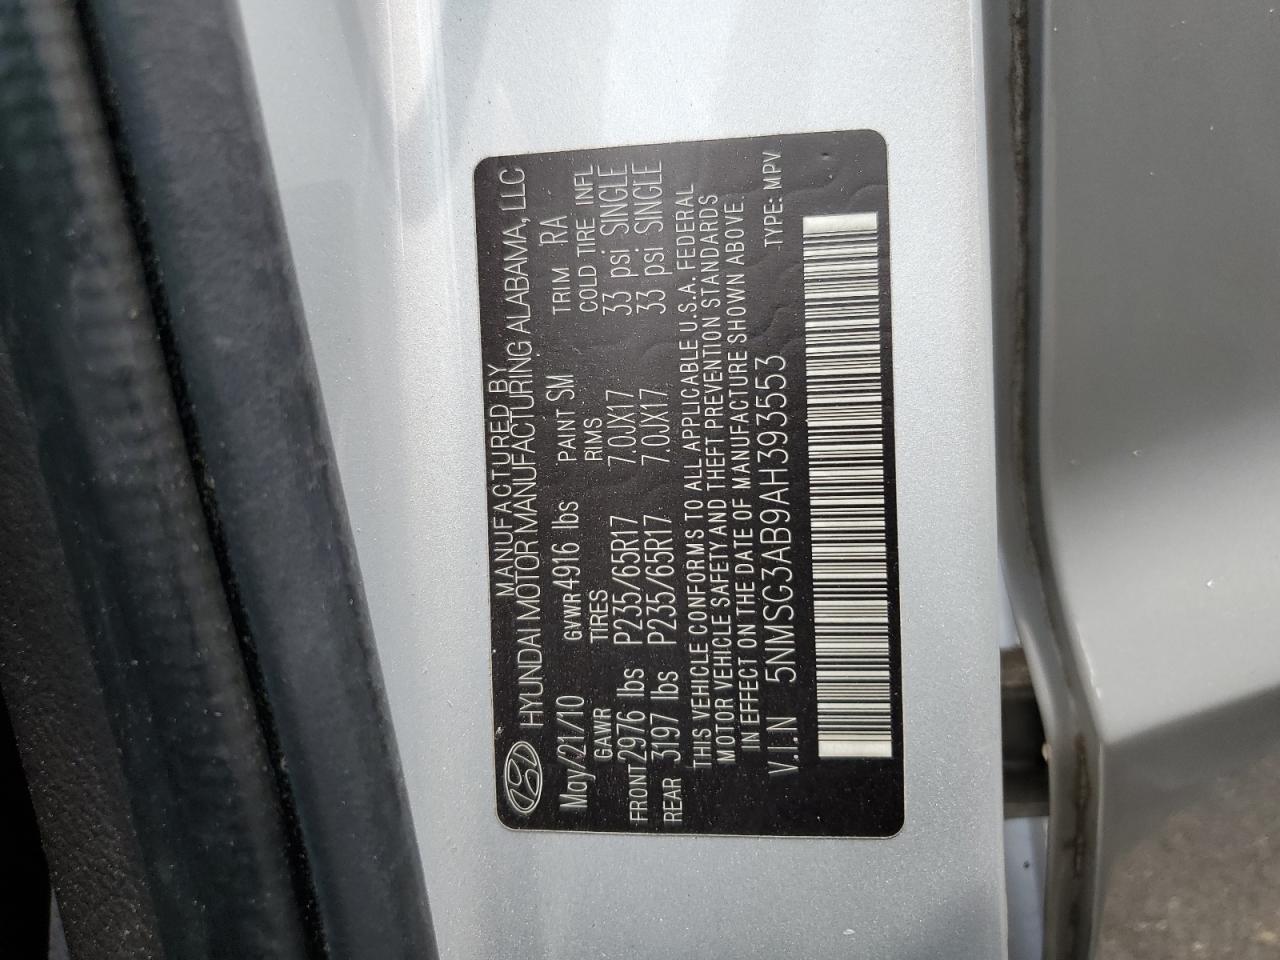 MANUFACTURED BY
HYUNDAI MOTOR MANUFACTURING ALABAMA, LLC
May/21/10 GVWR 4916 lbs PAINT SM TRIM RA
GAWR TIRES RIMS COLD TIRE INFL
FRONT 2976 lbs P235/65R17 7.0JX17 33 psi SINGLE
REAR 3197 lbs P235/65R17 7.0JX17 33 psi SINGLE
THIS VEHICLE CONFORMS TO ALL APPLICABLE U.S.A. FEDERAL
MOTOR VEHICLE SAFETY AND THEFT PREVENTION STANDARDS
IN EFFECT ON THE DATE OF MANUFACTURE SHOWN ABOVE.
V.I.N 5NMSG3AB9AH393553 TYPE: MPV